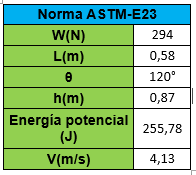 Norma ASTM-E23
W(N) 294
L(m) 0,58
θ 120°
h(m) 0,87
Energía potencial
(J) 255,78
V(m/s) 4,13